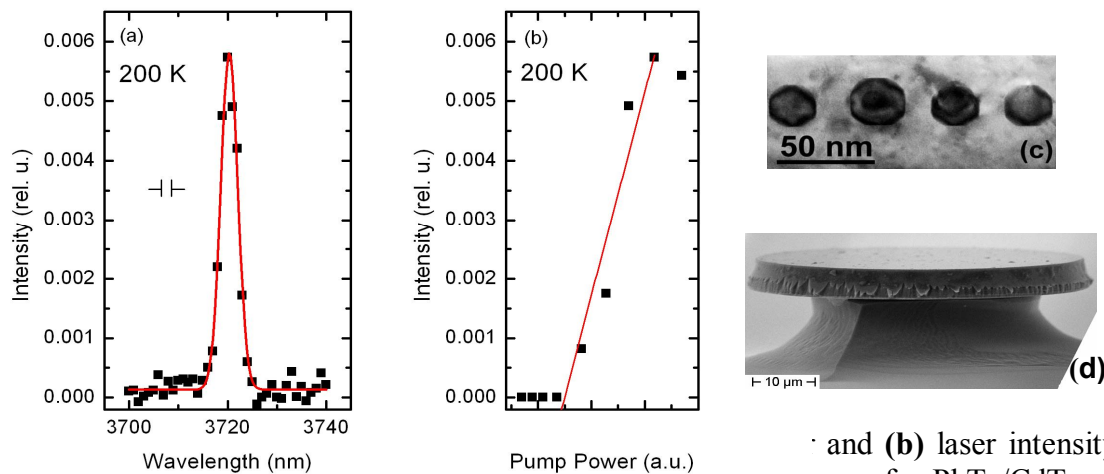 (a)
200 K
0.006
0.005
0.004
0.003
0.002
0.001
0.000
Intensity (rel. u.)
3700
3720
3740
Wavelength (nm)
(b)
200 K
0.006
0.005
0.004
0.003
0.002
0.001
0.000
Intensity (rel. u.)
Pump Power (a.u.)
50 nm
(c)
10 µm
(d)
and (b) laser intensity